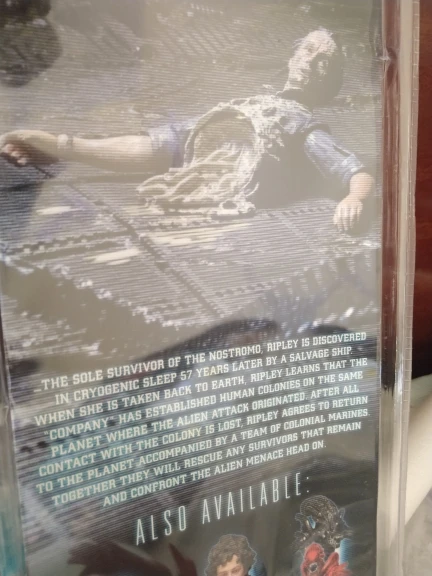 THE SOLE SURVIVOR OF THE NOSTROMO, RIPLEY IS DISCOVERED
IN CRYOGENIC SLEEP 57 YEARS LATER BY A SALVAGE SHIP.
WHEN SHE IS TAKEN BACK TO EARTH, RIPLEY LEARNS THAT THE
"COMPANY" HAS ESTABLISHED HUMAN COLONIES ON THE SAME
PLANET WHERE THE ALIEN ATTACK ORIGINATED. AFTER ALL
CONTACT WITH THE COLONY IS LOST, RIPLEY AGREES TO RETURN
TO THE PLANET ACCOMPANIED BY A TEAM OF COLONIAL MARINES.
TOGETHER THEY WILL RESCUE ANY SURVIVORS THAT REMAIN
AND CONFRONT THE ALIEN MENACE HEAD ON.
ALSO AVAILABLE: